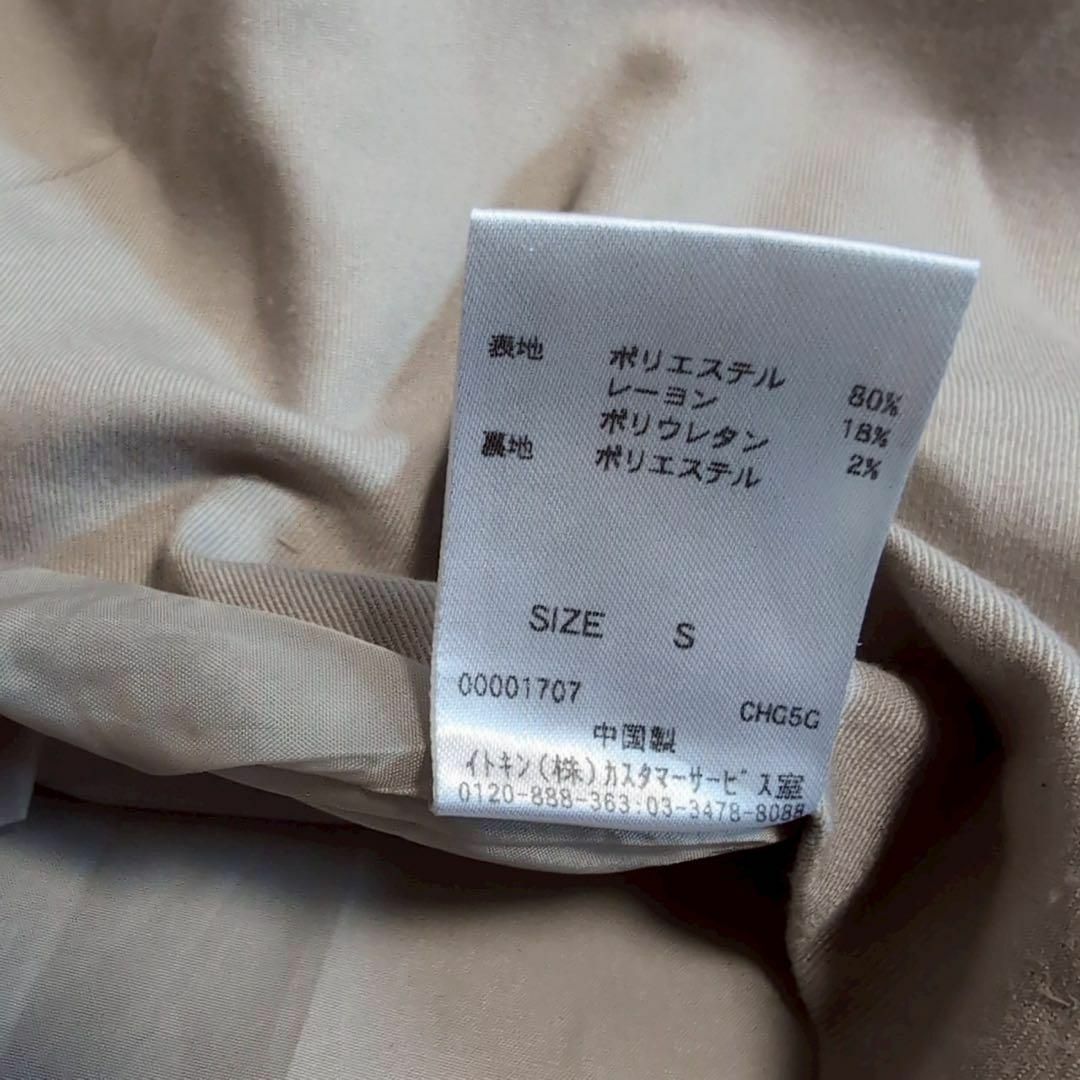 表地 ポリエステル 80%
レーヨン 18%
ポリウレタン 2%
裏地 ポリエステル
SIZE S
00001707 CHG5G
中国製
イトキン(株)カスタマーサービス室
0120-888-363:03-3478-8088